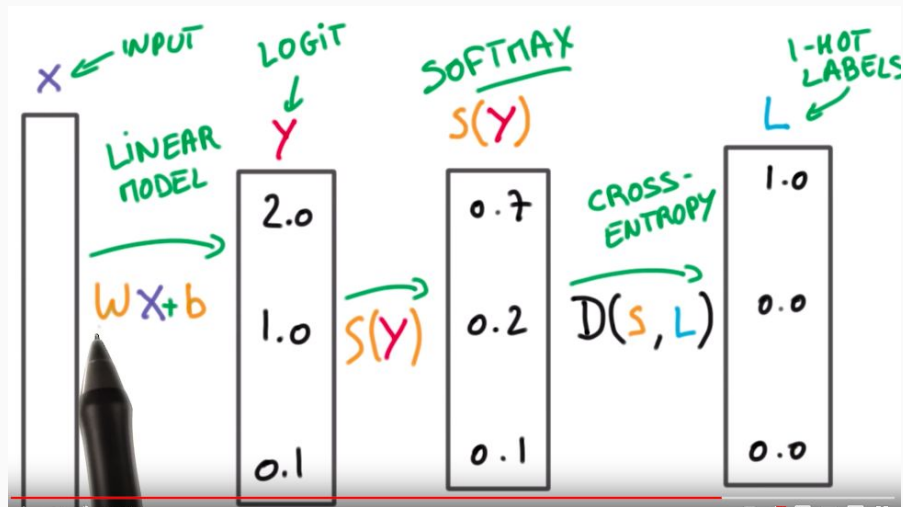 INPUT
X
LINEAR
MODEL
WX+b
LOGIT
Y
2.0
1.0
0.1
S(Y)
SOFTMAX
S(Y)
0.7
0.2
0.1
CROSS-
ENTROPY
D(S,L)
1-HOT
LABELS
L
1.0
0.0
0.0